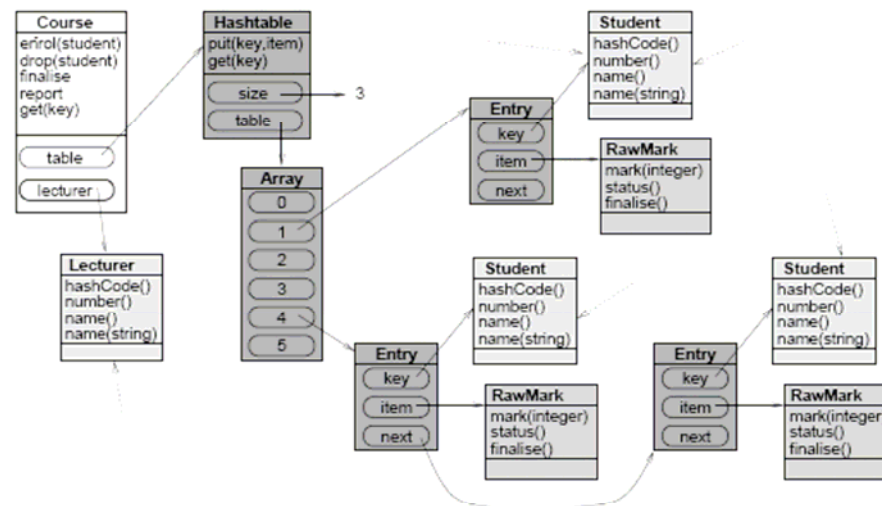 Course
enrol(student)
drop(student)
finalise
report
get(key)
table
lecturer
Hashtable
put(key,item)
get(key)
size
3
table
Array
0
1
2
3
4
5
Lecturer
hashCode()
number()
name()
name(string)
Entry
key
item
next
Student
hashCode()
number()
name()
name(string)
RawMark
mark(integer)
status()
finalise()
Entry
key
item
next
Student
hashCode()
number()
name()
name(string)
RawMark
mark(integer)
status()
finalise()
Entry
key
item
next
Student
hashCode()
number()
name()
name(string)
RawMark
mark(integer)
status()
finalise()